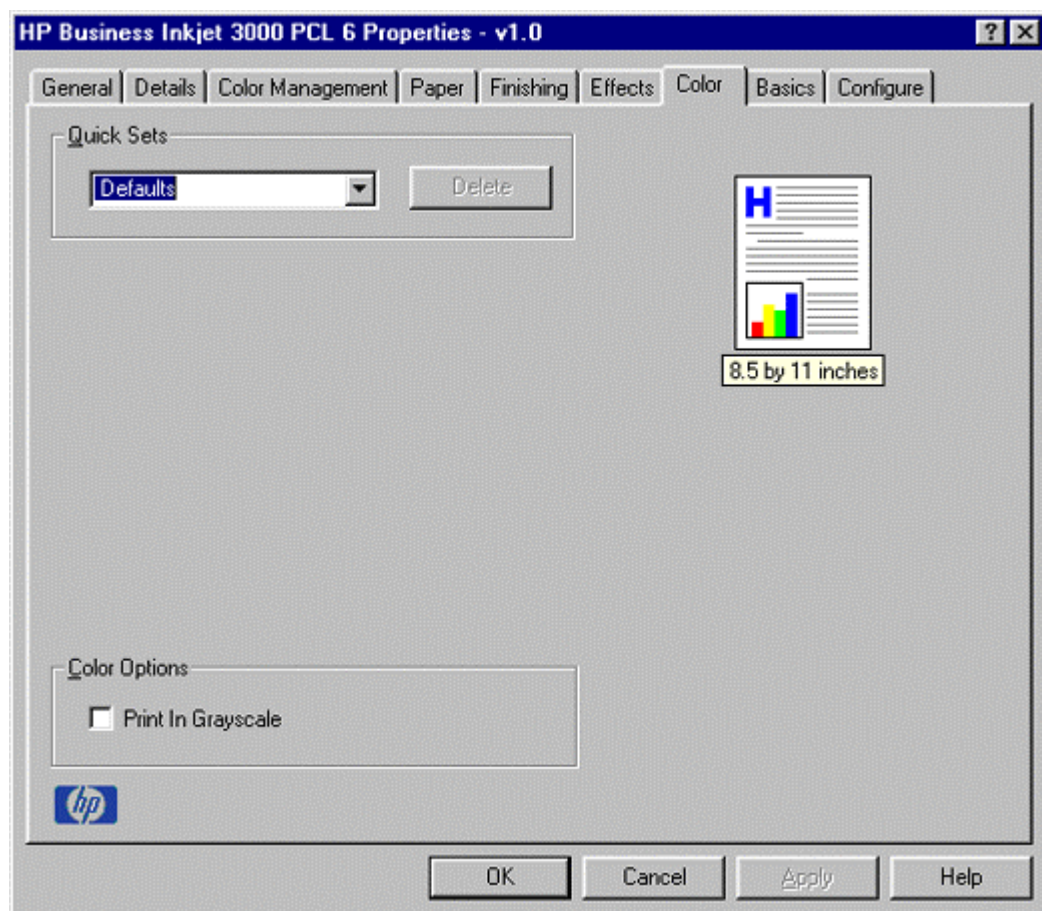 HP Business Inkjet 3000 PCL 6 Properties - v1.0
General Details Color Management Paper Finishing Effects Color Basics Configure
Quick Sets
Defaults Delete
H
8.5 by 11 inches
Color Options
Print In Grayscale
hp
OK Cancel Apply Help